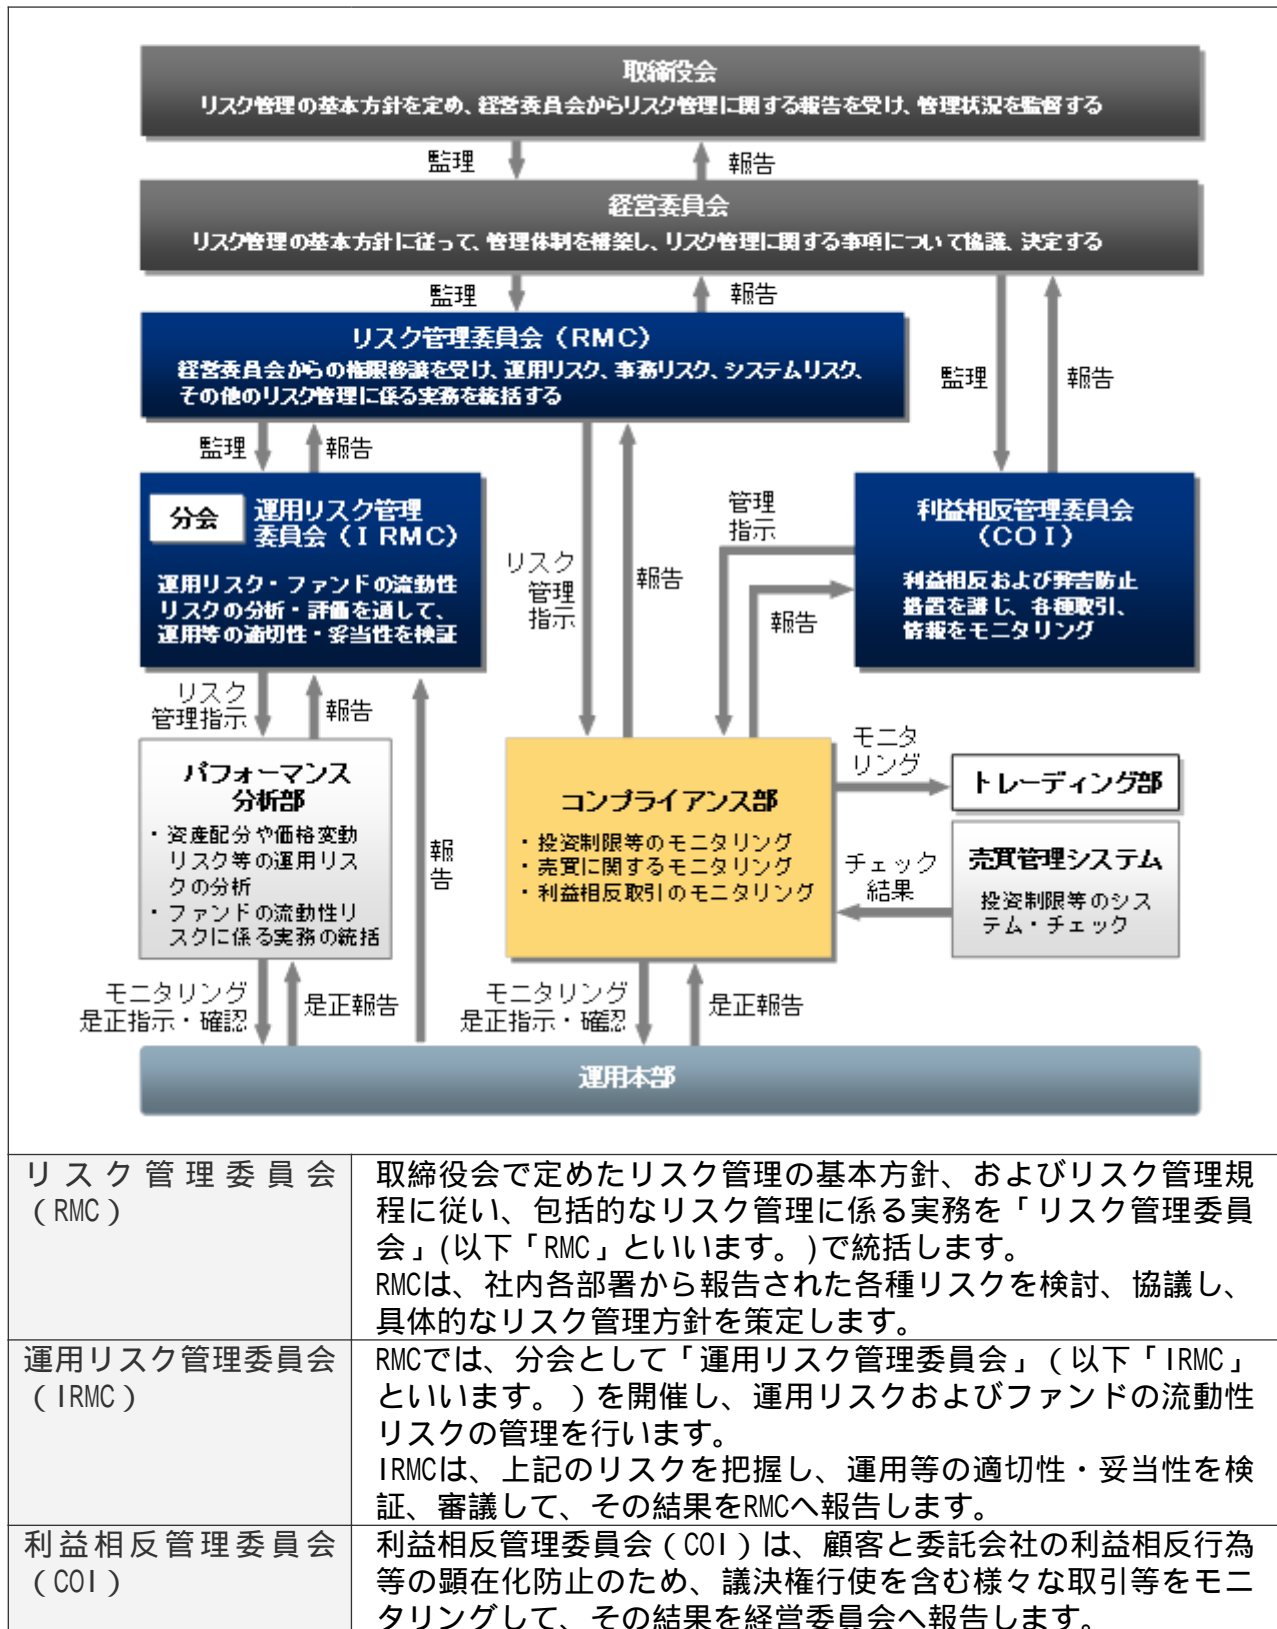 取締役会
リスク管理の基本方針を定め、経営委員会からリスク管理に関する報告を受け、管理状況を監督する
監理
報告
経営委員会
リスク管理の基本方針に従って、管理体制を構築し、リスク管理に関する事項について協議、決定する
監理
報告
リスク管理委員会（RMC）
経営委員会からの権限移譲を受け、運用リスク、事務リスク、システムリスク、
その他のリスク管理に係る実務を統括する
監理
報告
監理
報告
分会
運用リスク管理
委員会（IRMC）
運用リスク・ファンドの流動性
リスクの分析・評価を通して、
運用等の適切性・妥当性を検証
リスク
管理
指示
報告
管理
指示
報告
利益相反管理委員会
（COI）
利益相反および弊害防止
措置を講じ、各種取引、
情報をモニタリング
リスク
管理指示
報告
パフォーマンス
分析部
・資産配分や価格変動
リスク等の運用リス
クの分析
・ファンドの流動性リ
スクに係る実務の統括
報
告
コンプライアンス部
・投資制限等のモニタリング
・売買に関するモニタリング
・利益相反取引のモニタリング
モニタ
リング
トレーディング部
チェック
結果
売買管理システム
投資制限等のシス
テム・チェック
モニタリング
是正指示・確認
是正報告
モニタリング
是正指示・確認
是正報告
運用本部
リスク管理委員会
（RMC）
取締役会で定めたリスク管理の基本方針、およびリスク管理規
程に従い、包括的なリスク管理に係る実務を「リスク管理委員
会」(以下「RMC」といいます。)で統括します。
RMCは、社内各部署から報告された各種リスクを検討、協議し、
具体的なリスク管理方針を策定します。
運用リスク管理委員会
（IRMC）
RMCでは、分会として「運用リスク管理委員会」（以下「IRMC」
といいます。）を開催し、運用リスクおよびファンドの流動性
リスクの管理を行います。
IRMCは、上記のリスクを把握し、運用等の適切性・妥当性を検
証、審議して、その結果をRMCへ報告します。
利益相反管理委員会
（COI）
利益相反管理委員会（COI）は、顧客と委託会社の利益相反行為
等の顕在化防止のため、議決権行使を含む様々な取引等をモニ
タリングして、その結果を経営委員会へ報告します。